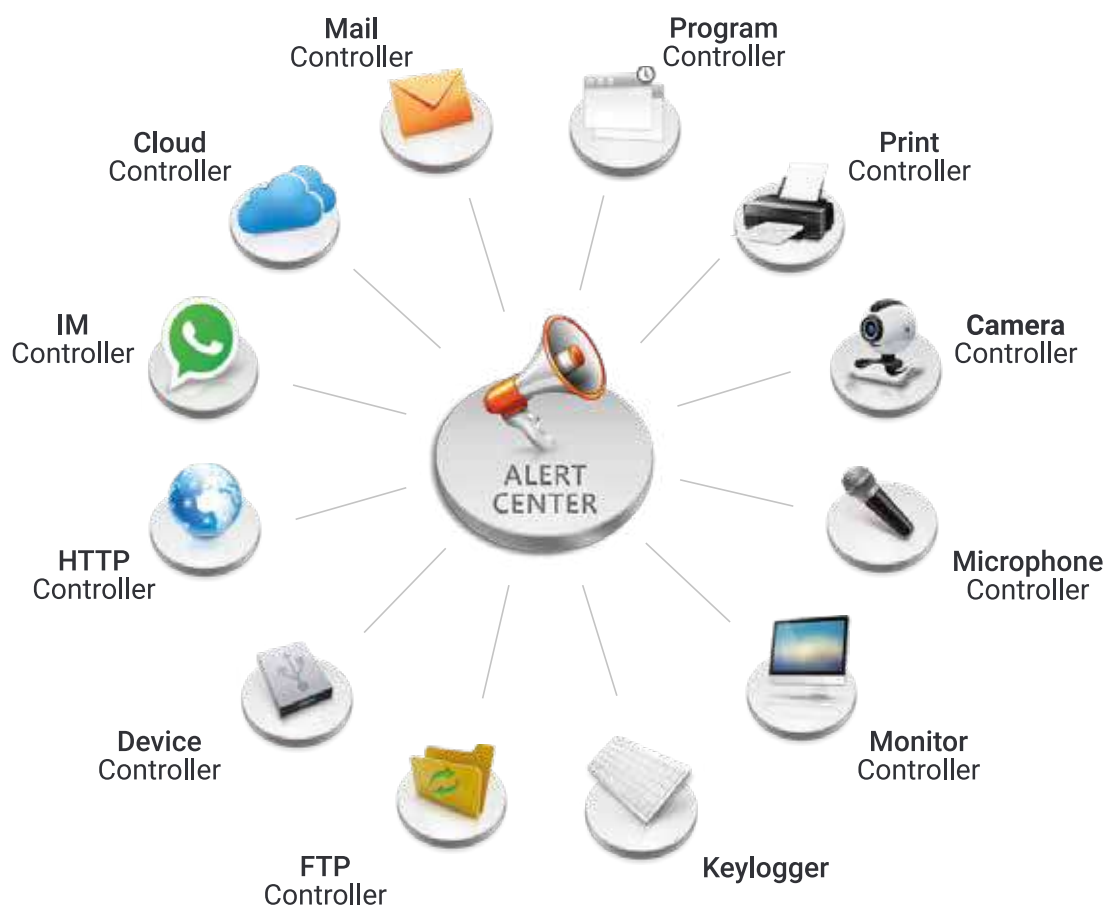 Mail
Controller
Program
Controller
Cloud
Controller
Print
Controller
IM
Controller
Camera
Controller
ALERT
CENTER
HTTP
Controller
Microphone
Controller
Device
Controller
Monitor
Controller
FTP
Controller
Keylogger